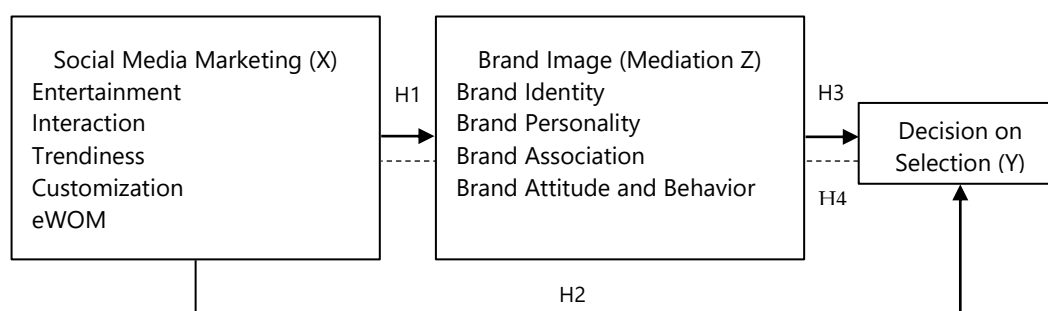 Social Media Marketing (X)
Entertainment
Interaction
Trendiness
Customization
eWOM
H1
Brand Image (Mediation Z)
Brand Identity
Brand Personality
Brand Association
Brand Attitude and Behavior
H3
H4
Decision on
Selection (Y)
H2